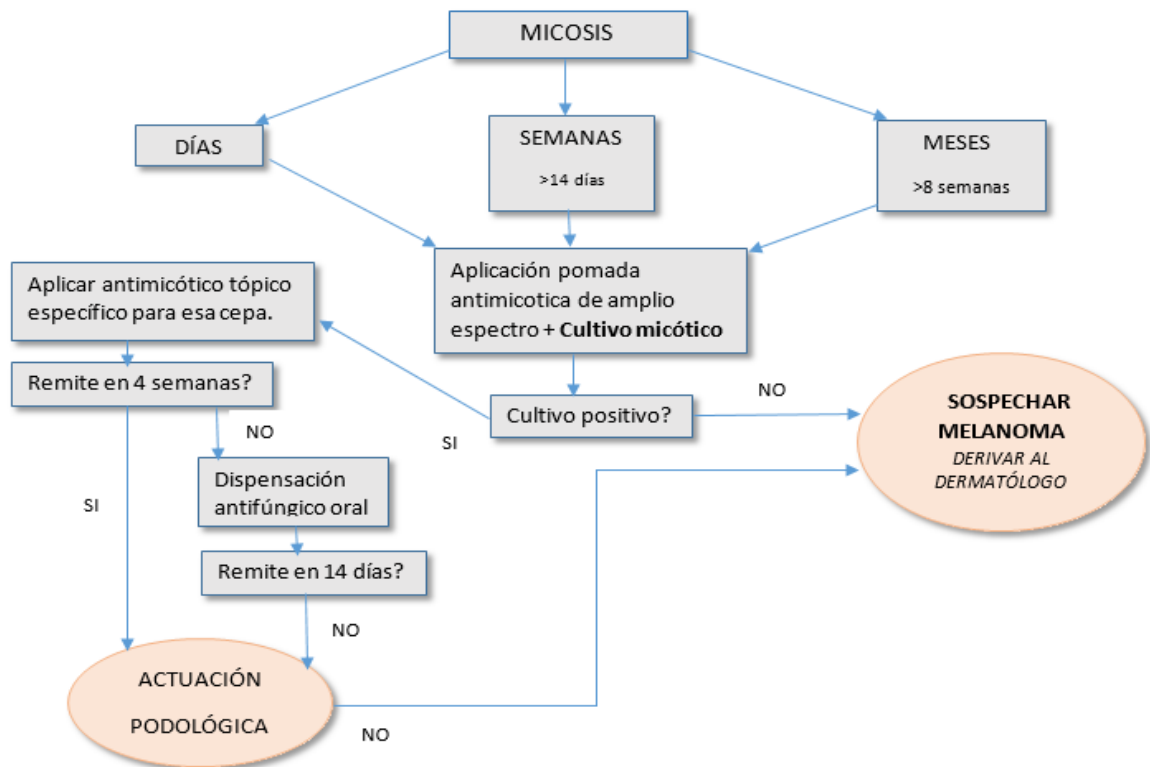 MICOSIS
DÍAS
SEMANAS
>14 días
MESES
>8 semanas
Aplicación pomada
antimicotica de amplio
espectro + Cultivo micótico
Aplicar antimicótico tópico
específico para esa cepa.
Remite en 4 semanas?
Cultivo positivo?
NO
SI
SOSPECHAR
MELANOMA
DERIVAR AL
DERMATÓLOGO
NO
SI
Dispensación
antifúngico oral
Remite en 14 días?
NO
ACTUACIÓN
PODOLÓGICA
NO